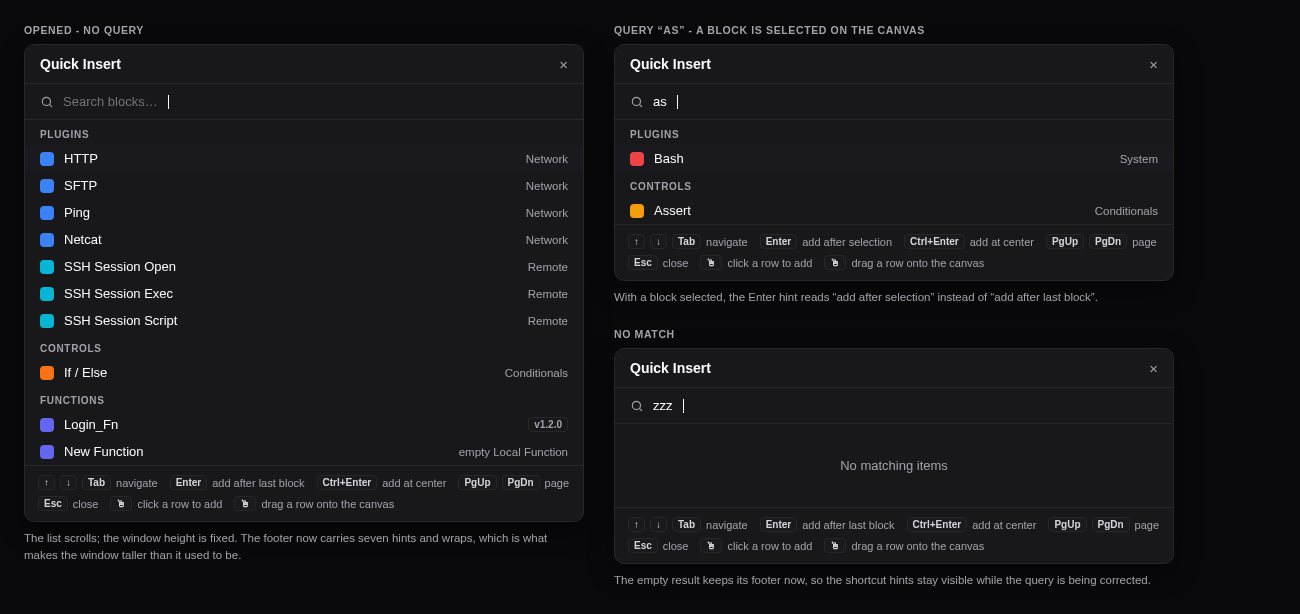 OPENED - NO QUERY
Quick Insert ×
Search blocks…
PLUGINS
HTTP Network
SFTP Network
Ping Network
Netcat Network
SSH Session Open Remote
SSH Session Exec Remote
SSH Session Script Remote
CONTROLS
If / Else Conditionals
FUNCTIONS
Login_Fn v1.2.0
New Function empty Local Function
↑ ↓ Tab navigate Enter add after last block Ctrl+Enter add at center PgUp PgDn page
Esc close 🖱 click a row to add 🖱 drag a row onto the canvas
The list scrolls; the window height is fixed. The footer now carries seven hints and wraps, which is what
makes the window taller than it used to be.
QUERY “AS” - A BLOCK IS SELECTED ON THE CANVAS
Quick Insert ×
as
PLUGINS
Bash System
CONTROLS
Assert Conditionals
↑ ↓ Tab navigate Enter add after selection Ctrl+Enter add at center PgUp PgDn page
Esc close 🖱 click a row to add 🖱 drag a row onto the canvas
With a block selected, the Enter hint reads “add after selection” instead of “add after last block”.
NO MATCH
Quick Insert ×
zzz
No matching items
↑ ↓ Tab navigate Enter add after last block Ctrl+Enter add at center PgUp PgDn page
Esc close 🖱 click a row to add 🖱 drag a row onto the canvas
The empty result keeps its footer now, so the shortcut hints stay visible while the query is being corrected.